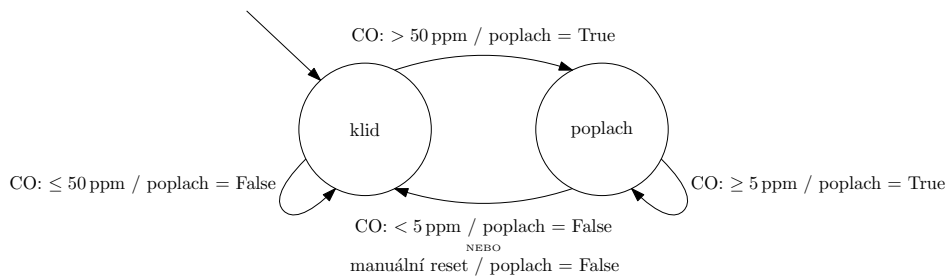 CO: > 50 ppm / poplach = True
klid
poplach
CO: ≤ 50 ppm / poplach = False
CO: ≥ 5 ppm / poplach = True
CO: < 5 ppm / poplach = False
NEBO
manuální reset / poplach = False